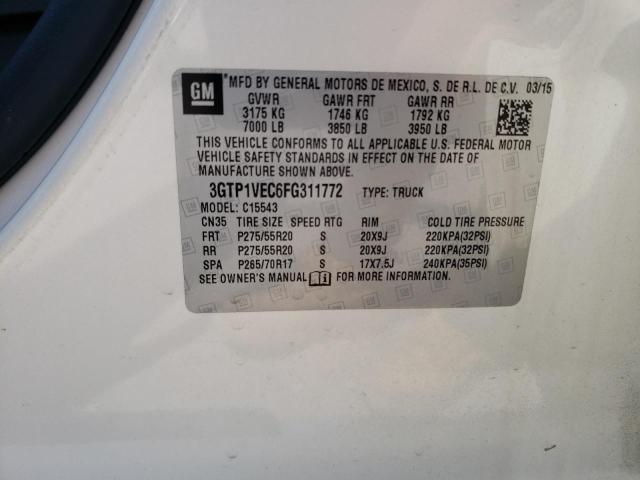 GM MFD BY GENERAL MOTORS DE MEXICO, S. DE R.L. DE C.V. 03/15
GVWR GAWR FRT GAWR RR
3175 KG 1746 KG 1792 KG
7000 LB 3850 LB 3950 LB
THIS VEHICLE CONFORMS TO ALL APPLICABLE U.S. FEDERAL MOTOR
VEHICLE SAFETY STANDARDS IN EFFECT ON THE DATE OF
MANUFACTURE SHOWN ABOVE.
3GTP1VEC6FG311772 TYPE: TRUCK
MODEL: C15543
CN35 TIRE SIZE SPEED RTG RIM COLD TIRE PRESSURE
FRT P275/55R20 S 20X9J 220KPA(32PSI)
RR P275/55R20 S 20X9J 220KPA(32PSI)
SPA P265/70R17 S 17X7.5J 240KPA(35PSI)
SEE OWNER'S MANUAL FOR MORE INFORMATION.